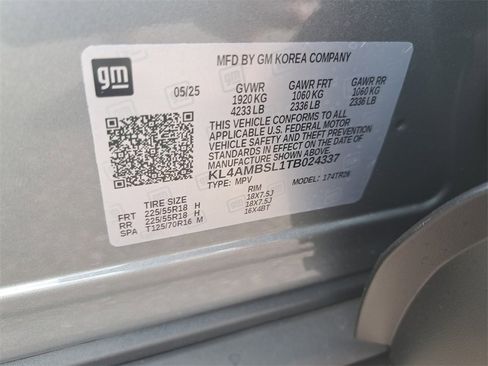 gm
MFD BY GM KOREA COMPANY
05/25 GVWR GAWR FRT GAWR RR
1920 KG 1060 KG 1060 KG
4233 LB 2336 LB 2336 LB
THIS VEHICLE CONFORMS TO ALL
APPLICABLE U.S. FEDERAL MOTOR
VEHICLE SAFETY AND THEFT PREVENTION
STANDARDS IN EFFECT ON THE DATE OF
MANUFACTURE SHOWN ABOVE.
KL4AMBSL1TB024337
TYPE: MPV MODEL: 174TR26
TIRE SIZE RIM
FRT 225/55R18 H 18X7.5J
RR 225/55R18 H 18X7.5J
SPA T125/70R16 M 16X4BT